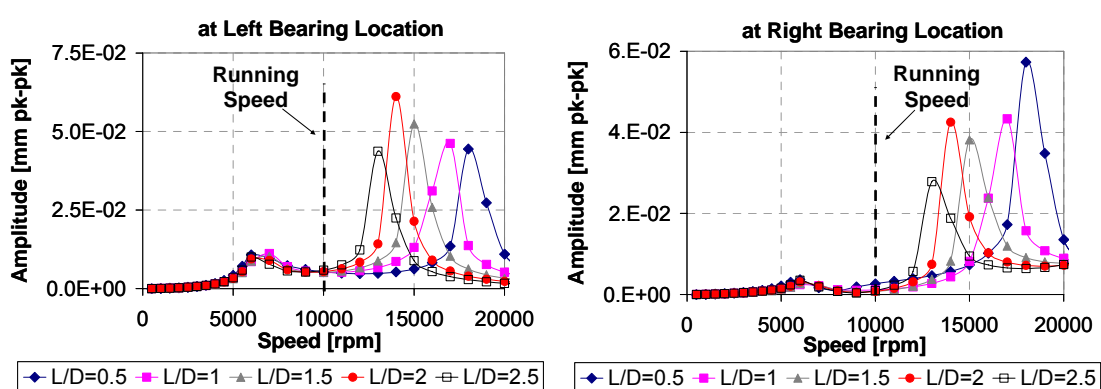 at Left Bearing Location
7.5E-02
5.0E-02
2.5E-02
0.0E+00
Amplitude [mm pk-pk]
Running
Speed
0 5000 10000 15000 20000
Speed [rpm]
L/D=0.5 L/D=1 L/D=1.5 L/D=2 L/D=2.5
at Right Bearing Location
6.E-02
4.E-02
2.E-02
0.E+00
Amplitude [mm pk-pk]
Running
Speed
0 5000 10000 15000 20000
Speed [rpm]
L/D=0.5 L/D=1 L/D=1.5 L/D=2 L/D=2.5